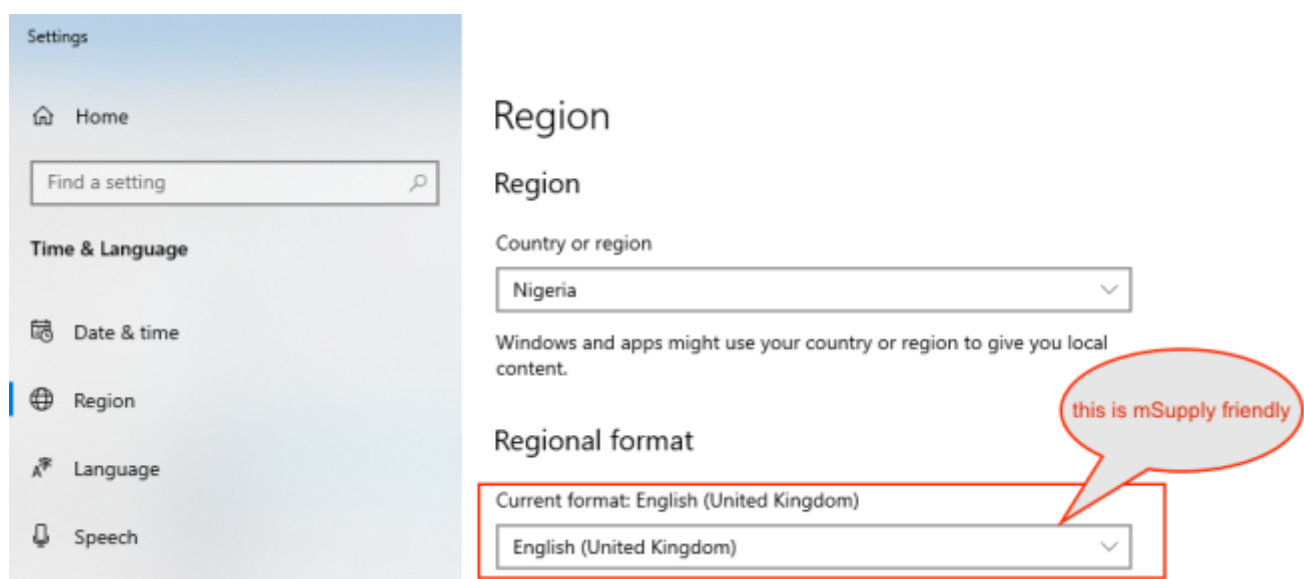 Settings
Home
Find a setting
Time & Language
Date & time
Region
Language
Speech
Region
Region
Country or region
Nigeria
Windows and apps might use your country or region to give you local
content.
Regional format
this is mSupply friendly
Current format: English (United Kingdom)
English (United Kingdom)